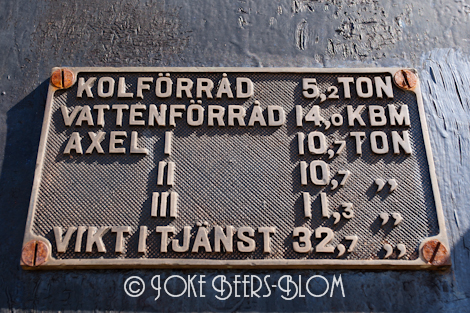 KOLFÖRRÅD 5,2 TON
VATTENFÖRRÅD 14,0 KBM
AXEL I 10,7 TON
II 10,7 „
III 11,3 „
VIKT I TJÄNST 32,7 „
© JOKE BEERS-BLOM